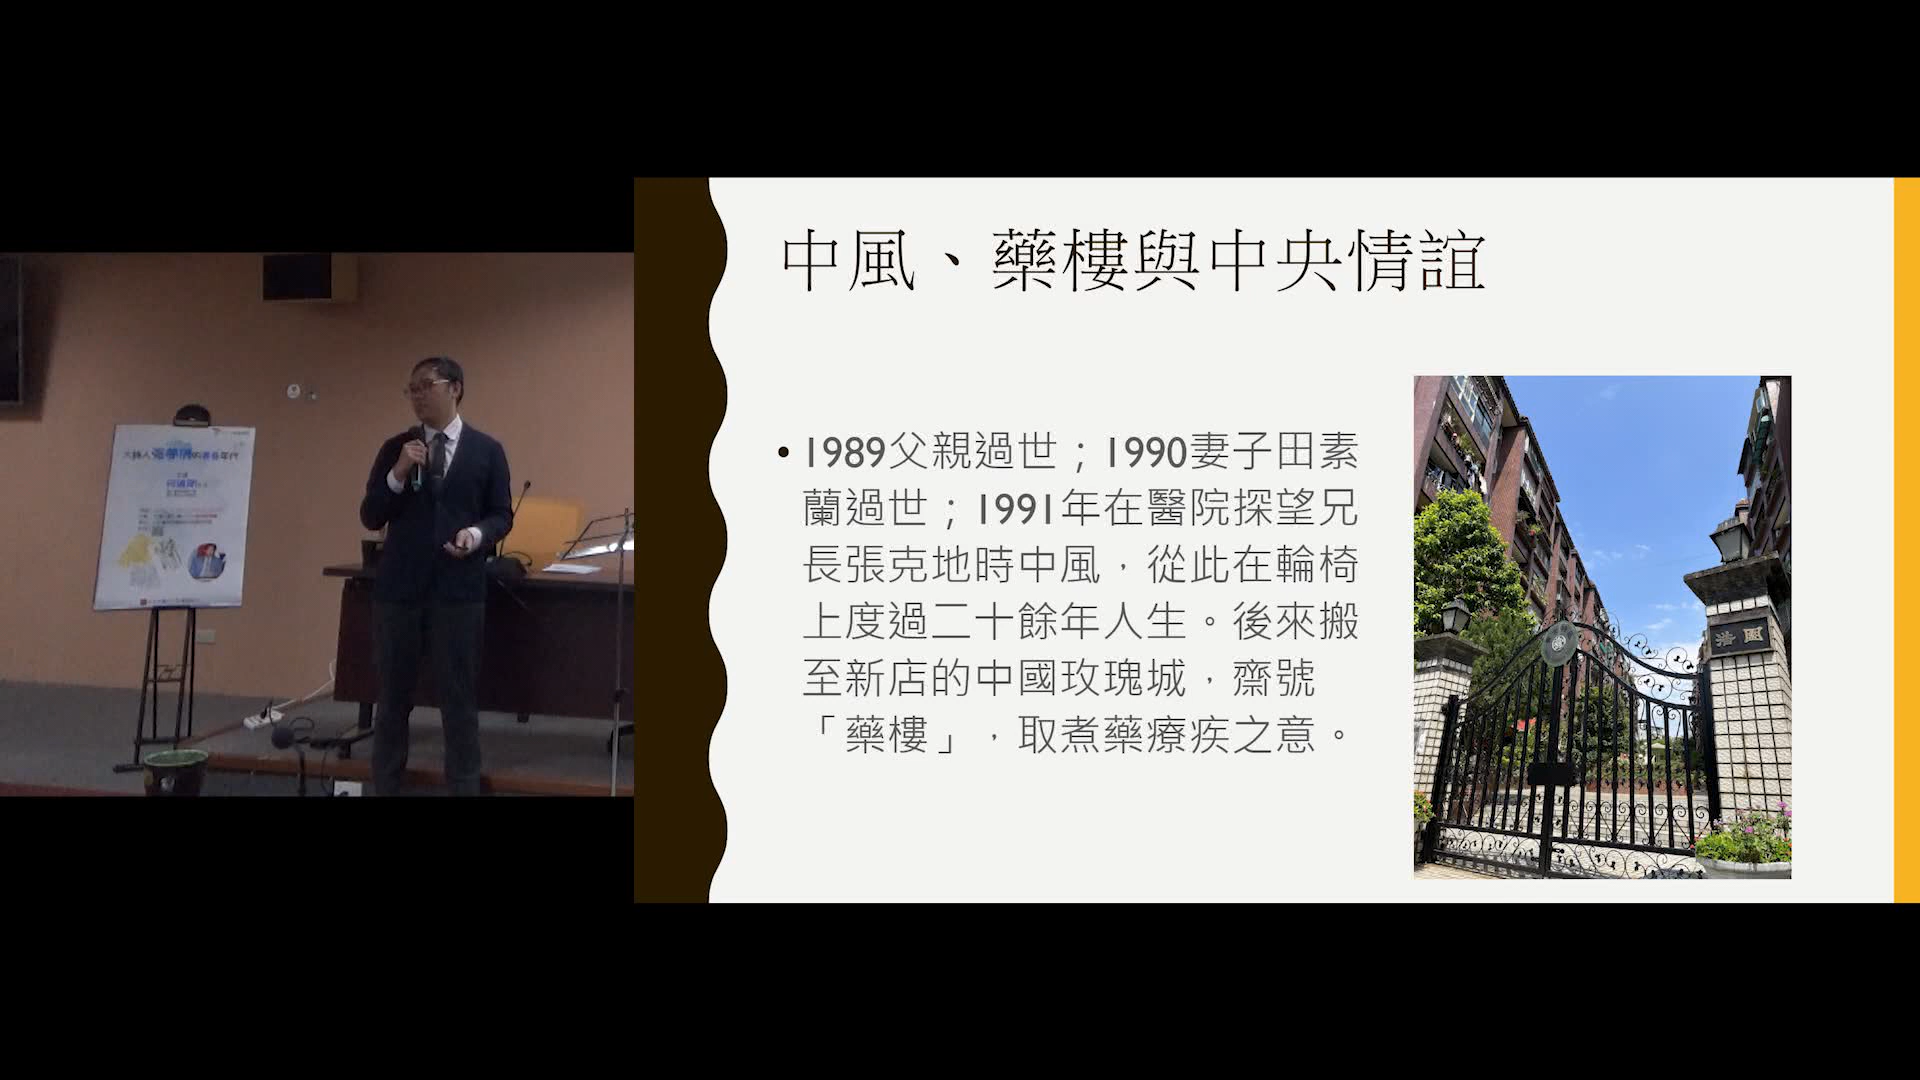 中風、藥樓與中央情誼
• 1989父親過世；1990妻子田素
蘭過世；1991年在醫院探望兄
長張克地時中風，從此在輪椅
上度過二十餘年人生。後來搬
至新店的中國玫瑰城，齋號
「藥樓」，取煮藥療疾之意。